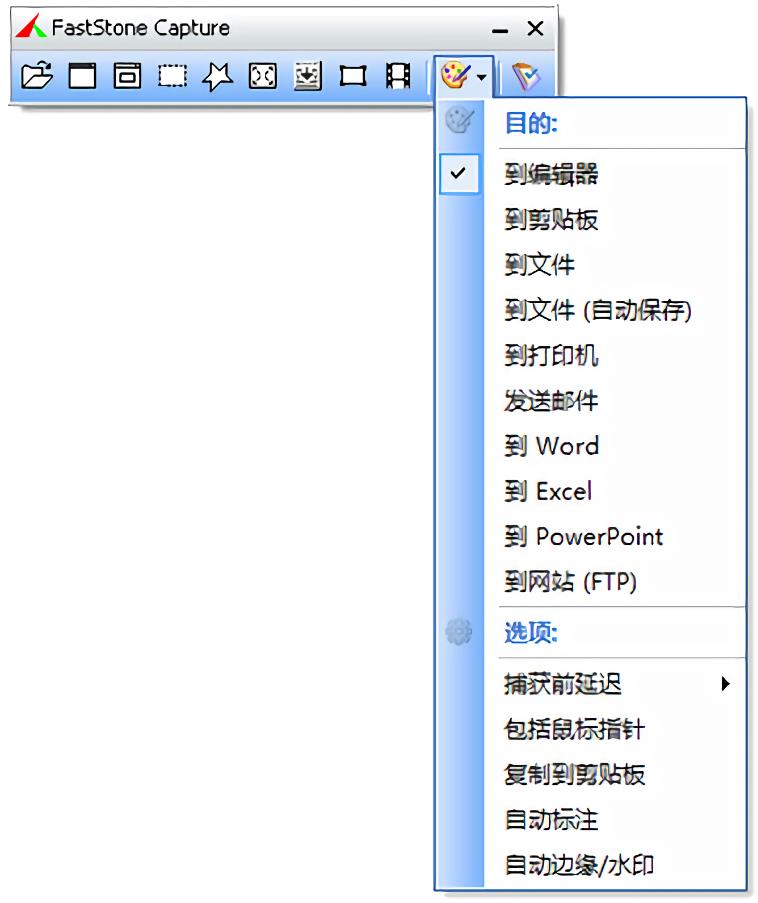 FastStone Capture
目的:
到编辑器
到剪贴板
到文件
到文件 (自动保存)
到打印机
发送邮件
到 Word
到 Excel
到 PowerPoint
到网站 (FTP)
选项:
捕获前延迟
包括鼠标指针
复制到剪贴板
自动标注
自动边缘/水印